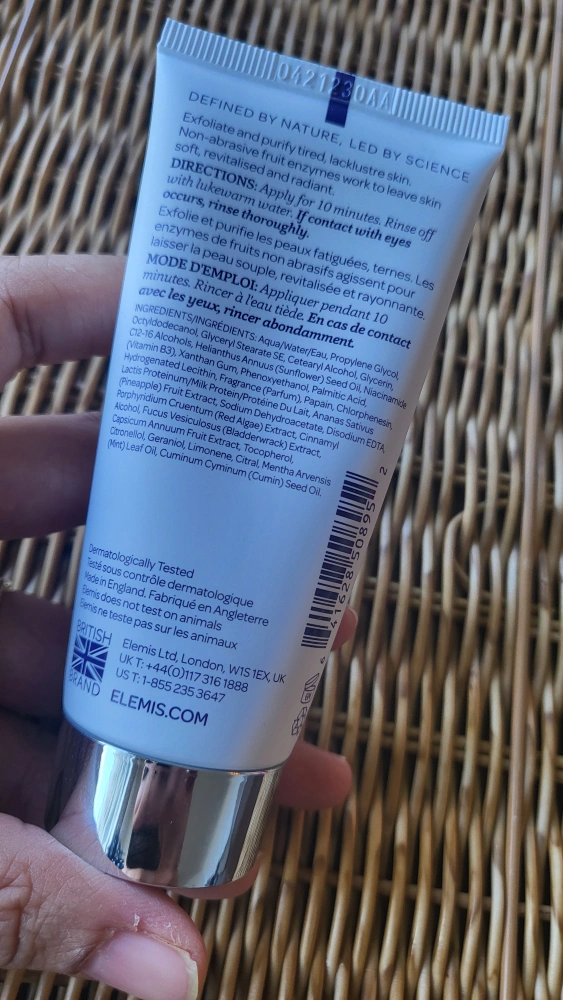 0421230AA
DEFINED BY NATURE, LED BY SCIENCE
Exfoliate and purify tired, lacklustre skin.
Non-abrasive fruit enzymes work to leave skin
soft, revitalised and radiant.
DIRECTIONS: Apply for 10 minutes. Rinse off
with lukewarm water. If contact with eyes
occurs, rinse thoroughly.
Exfolie et purifie les peaux fatiguées, ternes. Les
enzymes de fruits non abrasifs agissent pour
laisser la peau souple, revitalisée et rayonnante.
MODE D'EMPLOI: Appliquer pendant 10
minutes. Rincer à l'eau tiède. En cas de contact
avec les yeux, rincer abondamment.
INGREDIENTS/INGRÉDIENTS: Aqua/Water/Eau, Propylene Glycol,
Octyldodecanol, Glyceryl Stearate SE, Cetearyl Alcohol, Glycerin,
C12-16 Alcohols, Helianthus Annuus (Sunflower) Seed Oil, Niacinamide
(Vitamin B3), Xanthan Gum, Phenoxyethanol, Palmitic Acid,
Hydrogenated Lecithin, Fragrance (Parfum), Papain, Chlorphenesin,
Lactis Proteinum/Milk Protein/Protéine Du Lait, Ananas Sativus
(Pineapple) Fruit Extract, Sodium Dehydroacetate, Disodium EDTA,
Porphyridium Cruentum (Red Algae) Extract, Cinnamyl
Alcohol, Fucus Vesiculosus (Bladderwrack) Extract,
Capsicum Annuum Fruit Extract, Tocopherol,
Citronellol, Geraniol, Limonene, Citral, Mentha Arvensis
(Mint) Leaf Oil, Cuminum Cyminum (Cumin) Seed Oil.
Dermatologically Tested
Testé sous contrôle dermatologique
Made in England, Fabriqué en Angleterre
Elemis does not test on animals
Elemis ne teste pas sur les animaux
BRITISH
BRAND
Elemis Ltd, London, W1S 1EX, UK
UK T: +44(0)117 316 1888
US T: 1-855 235 3647
ELEMIS.COM
4 628 50895 2